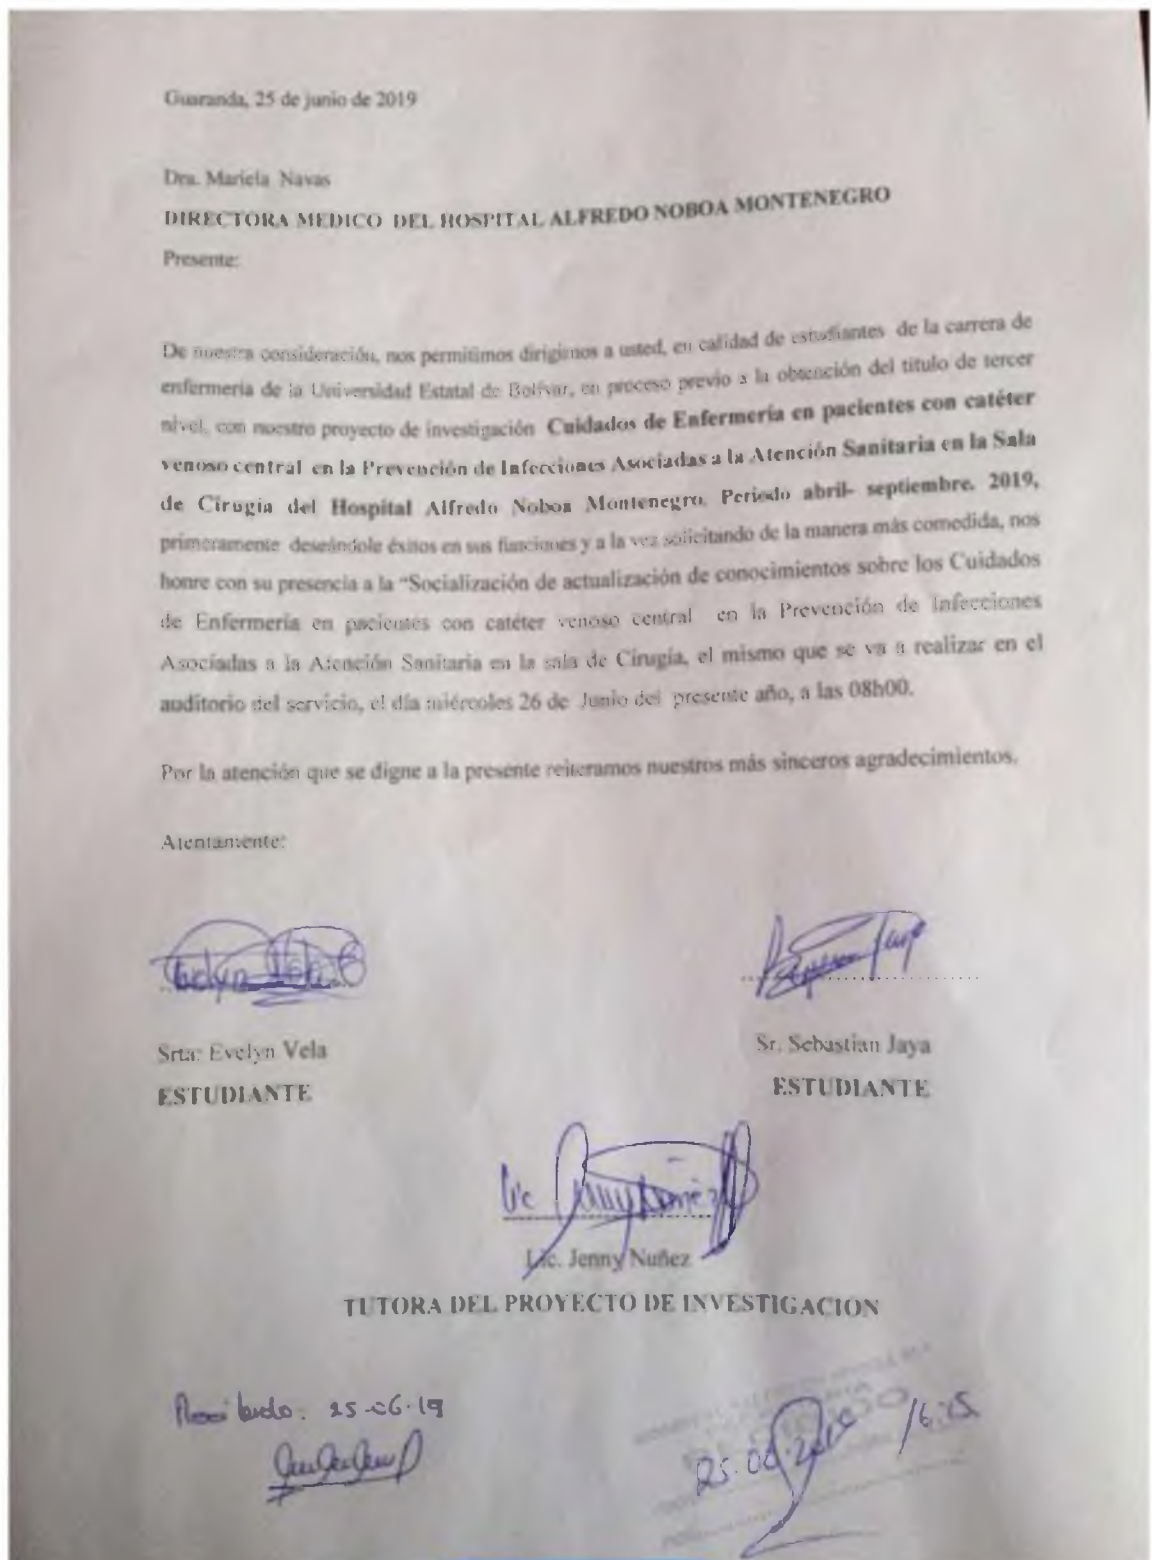 Guaranda, 25 de junio de 2019
Dra. Mariela Navas
DIRECTORA MEDICO DEL HOSPITAL ALFREDO NOBOA MONTENEGRO
Presente:
De nuestra consideración, nos permitimos dirigirnos a usted, en calidad de estudiantes de la carrera de
enfermería de la Universidad Estatal de Bolívar, en proceso previo a la obtención del titulo de tercer
nivel, con nuestro proyecto de investigación Cuidados de Enfermería en pacientes con catéter
venoso central en la Prevención de Infecciones Asociadas a la Atención Sanitaria en la Sala
de Cirugía del Hospital Alfredo Noboa Montenegro. Periodo abril- septiembre. 2019,
primeramente deseándole éxitos en sus funciones y a la vez solicitando de la manera más comedida, nos
honre con su presencia a la “Socialización de actualización de conocimientos sobre los Cuidados
de Enfermería en pacientes con catéter venoso central en la Prevención de Infecciones
Asociadas a la Atención Sanitaria en la sala de Cirugía, el mismo que se va a realizar en el
auditorio del servicio, el día miércoles 26 de Junio del presente año, a las 08h00.
Por la atención que se digne a la presente reiteramos nuestros más sinceros agradecimientos.
Atentamente:
Srta: Evelyn Vela
Sr. Sebastian Jaya
ESTUDIANTE
ESTUDIANTE
Lic Jenny Nuñez
Lic. Jenny Nuñez
TUTORA DEL PROYECTO DE INVESTIGACION
Recibido: 25-06-19
25.06.2019 16:25